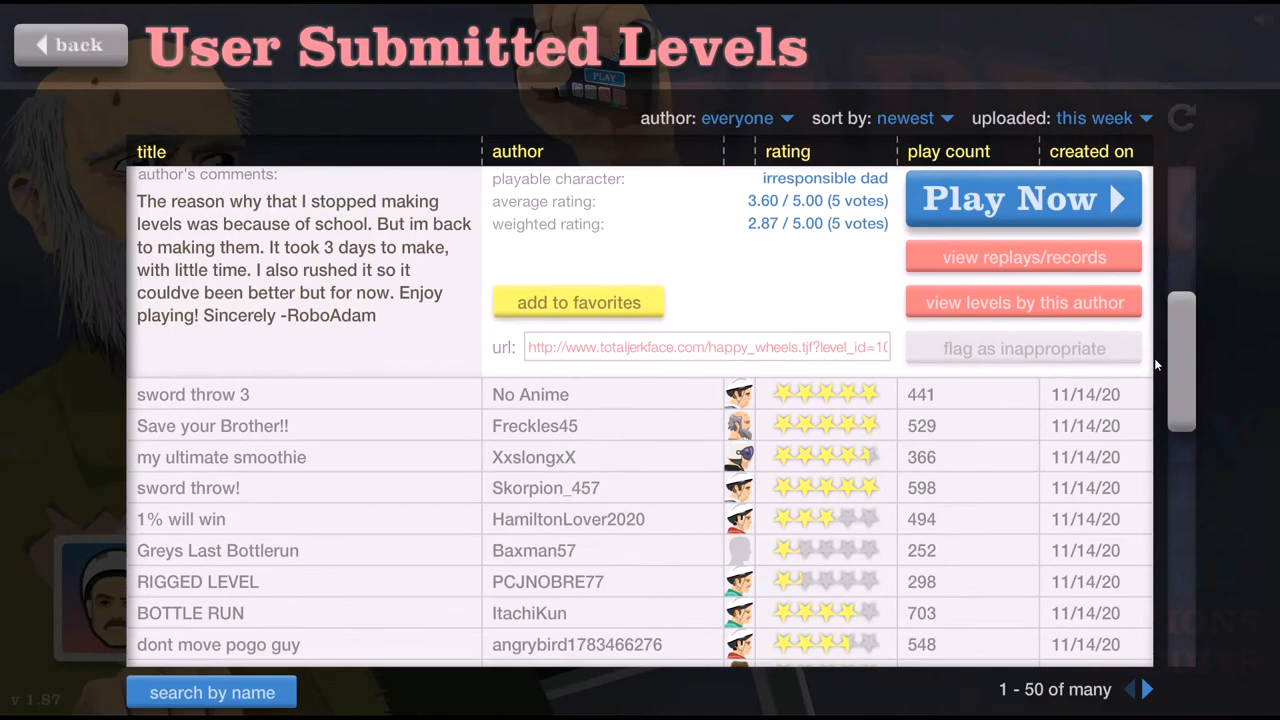 back
User Submitted Levels
PLAY
author: everyone sort by: newest uploaded: this week
title author rating play count created on
author's comments:
The reason why that I stopped making
levels was because of school. But im back
to making them. It took 3 days to make,
with little time. I also rushed it so it
couldve been better but for now. Enjoy
playing! Sincerely -RoboAdam
playable character: irresponsible dad
average rating: 3.60 / 5.00 (5 votes)
weighted rating: 2.87 / 5.00 (5 votes)
add to favorites
url: http://www.totaljerkface.com/happy_wheels.tjf?level_id=1(
Play Now
view replays/records
view levels by this author
flag as inappropriate
sword throw 3 No Anime 441 11/14/20
Save your Brother!! Freckles45 529 11/14/20
my ultimate smoothie XxslongxX 366 11/14/20
sword throw! Skorpion_457 598 11/14/20
1% will win HamiltonLover2020 494 11/14/20
Greys Last Bottlerun Baxman57 252 11/14/20
RIGGED LEVEL PCJNOBRE77 298 11/14/20
BOTTLE RUN ItachiKun 703 11/14/20
dont move pogo guy angrybird1783466276 548 11/14/20
search by name
1 - 50 of many
v 1.87